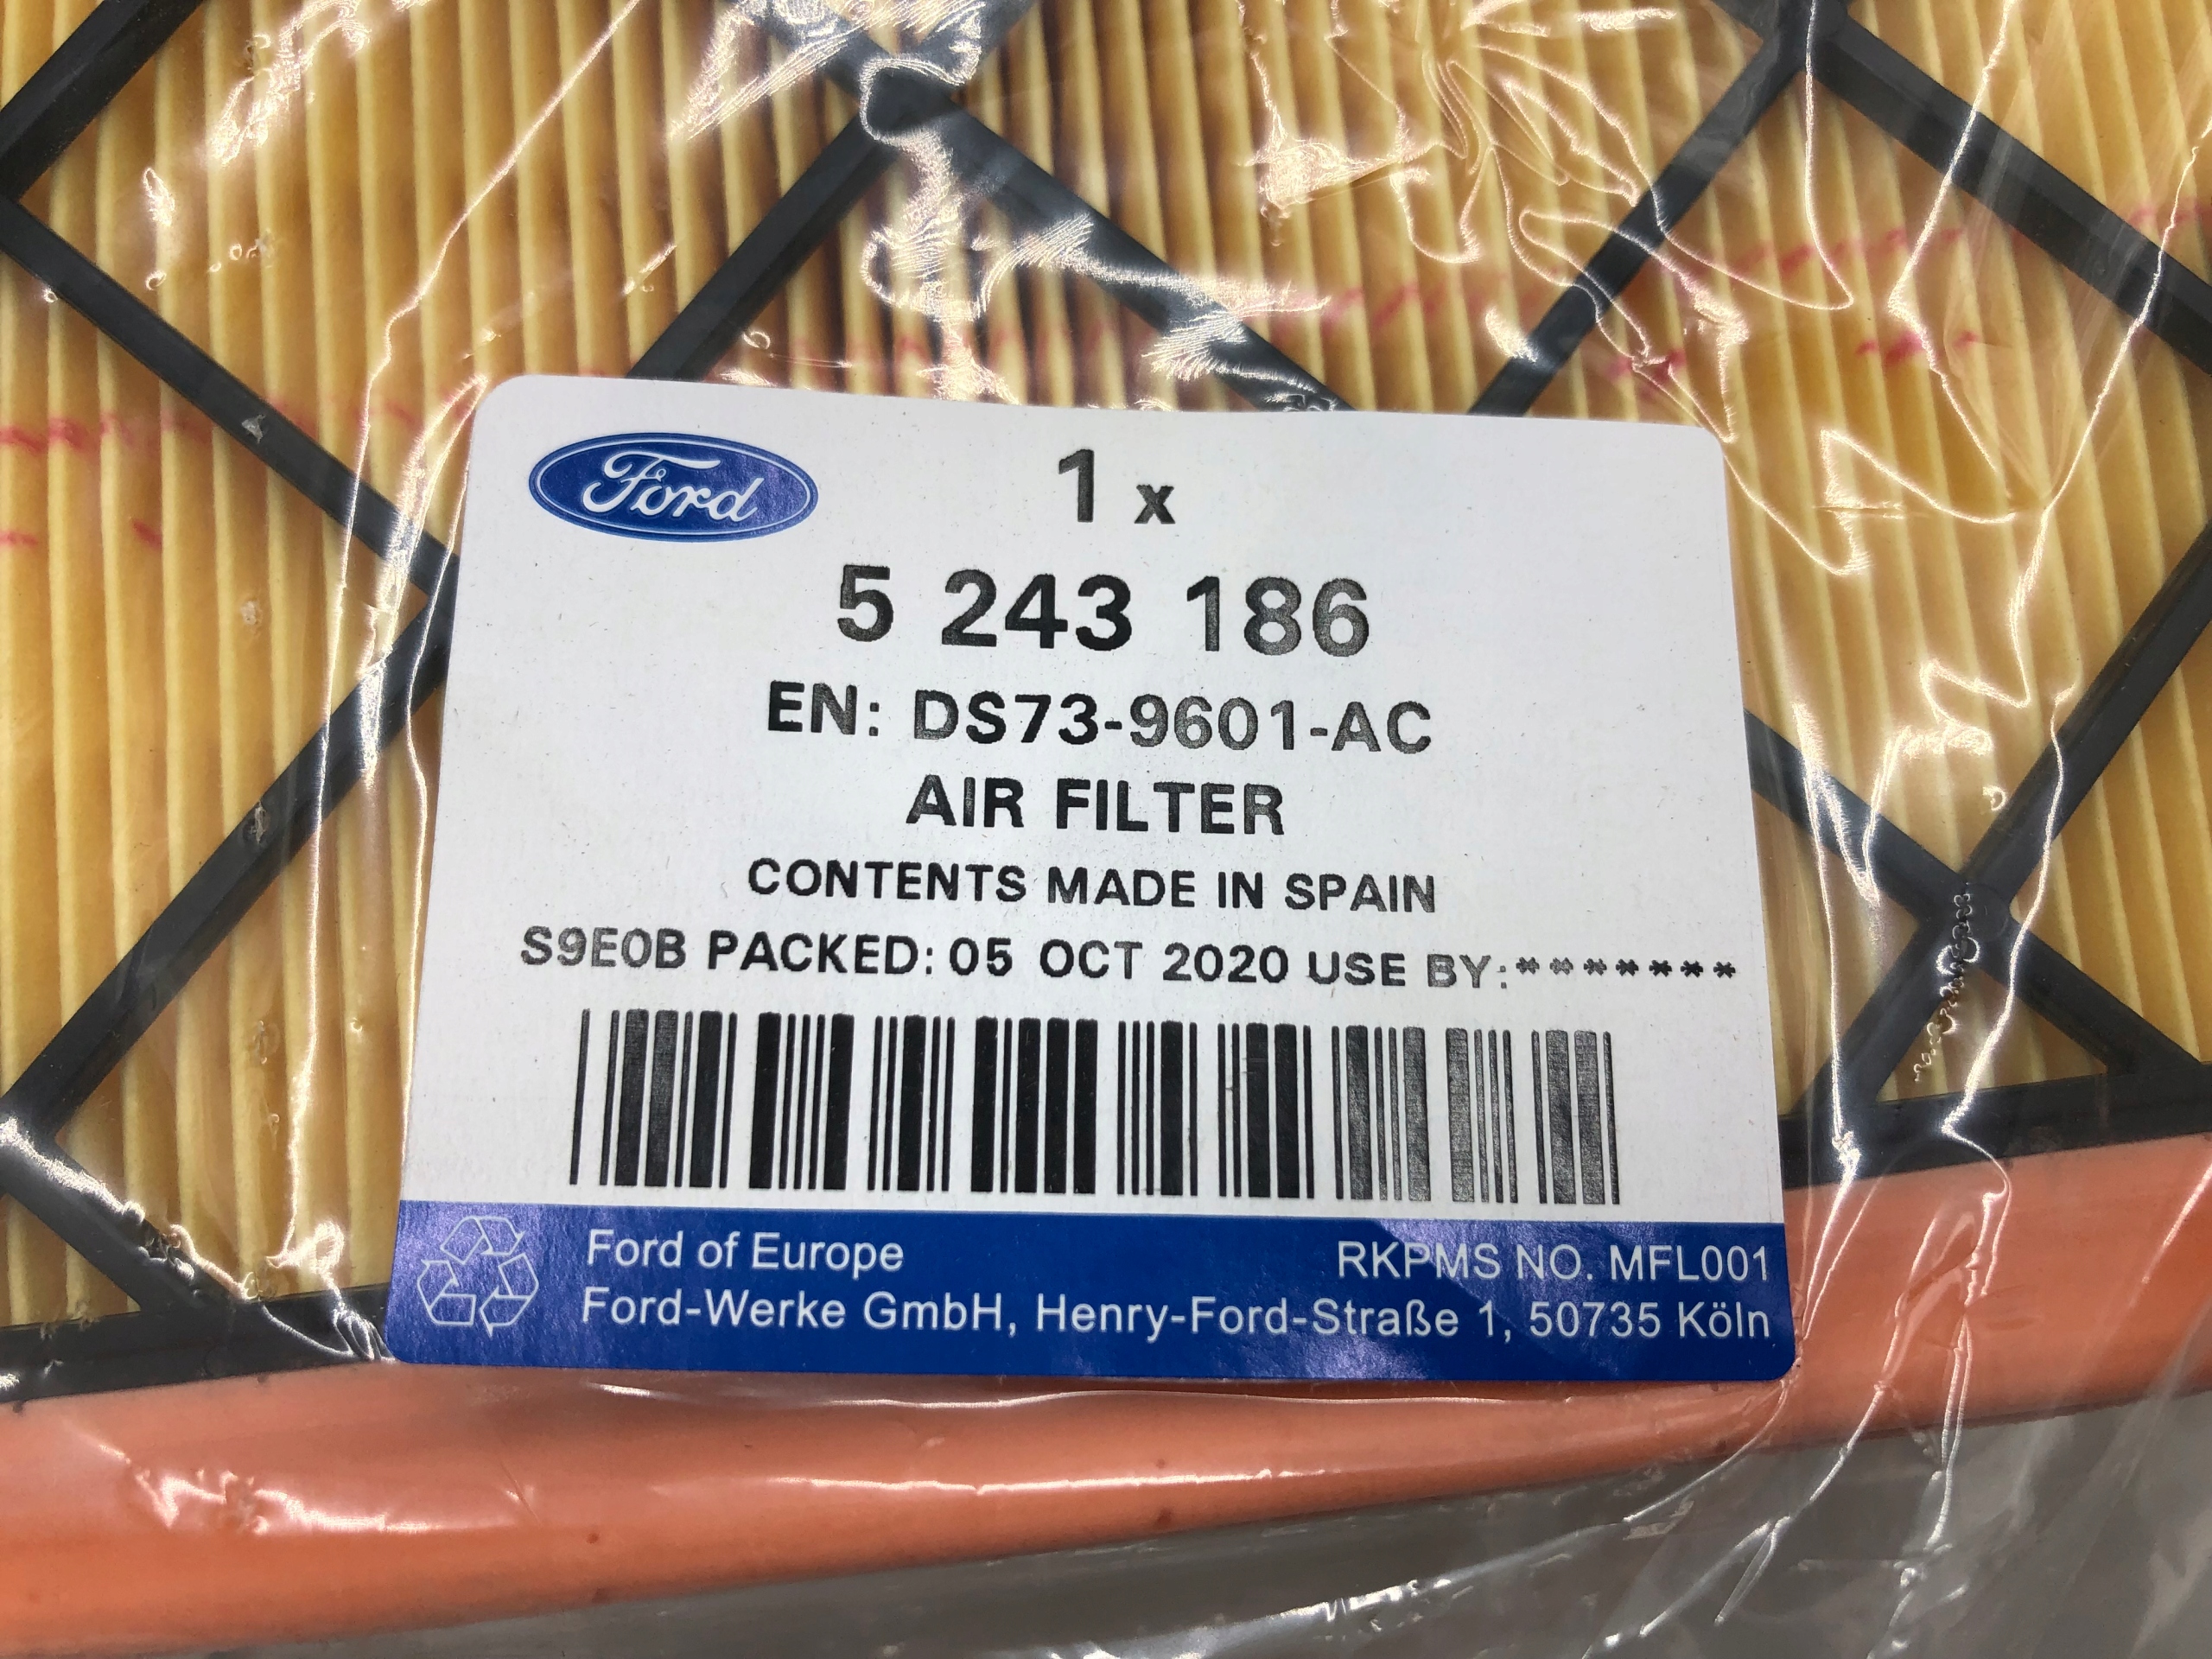 Ford
1 x
5 243 186
EN: DS73-9601-AC
AIR FILTER
CONTENTS MADE IN SPAIN
S9E0B PACKED: 05 OCT 2020 USE BY:*******
Ford of Europe
RKPMS NO. MFL001
Ford-Werke GmbH, Henry-Ford-Straße 1, 50735 Köln